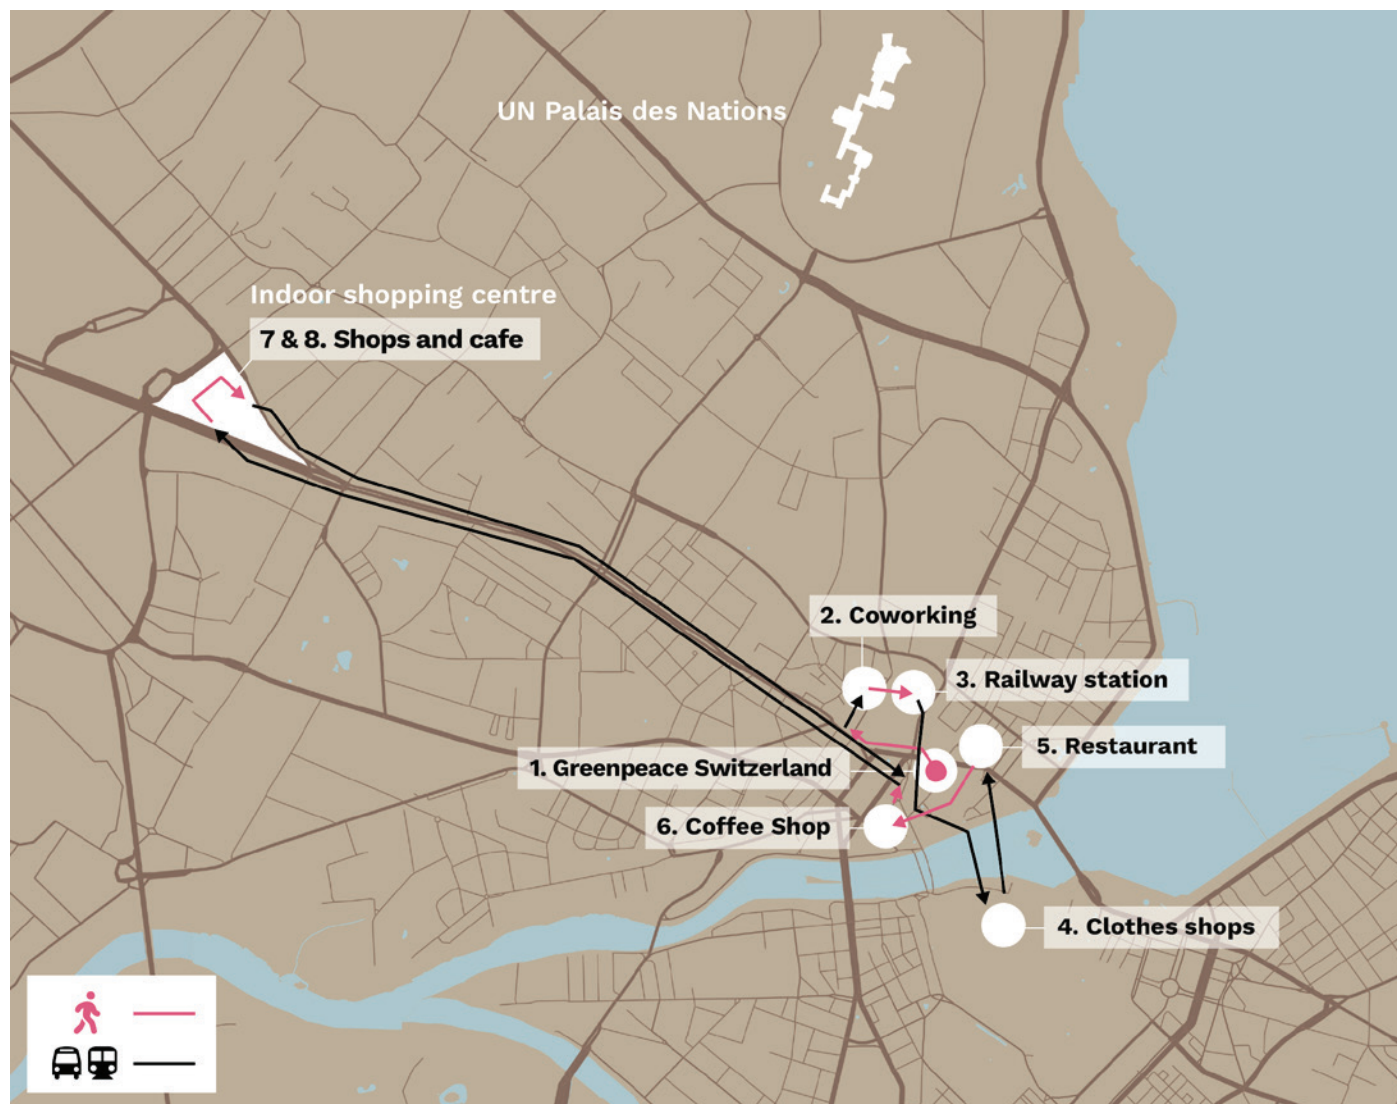 UN Palais des Nations
Indoor shopping centre
7 & 8. Shops and cafe
2. Coworking
3. Railway station
5. Restaurant
1. Greenpeace Switzerland
6. Coffee Shop
4. Clothes shops